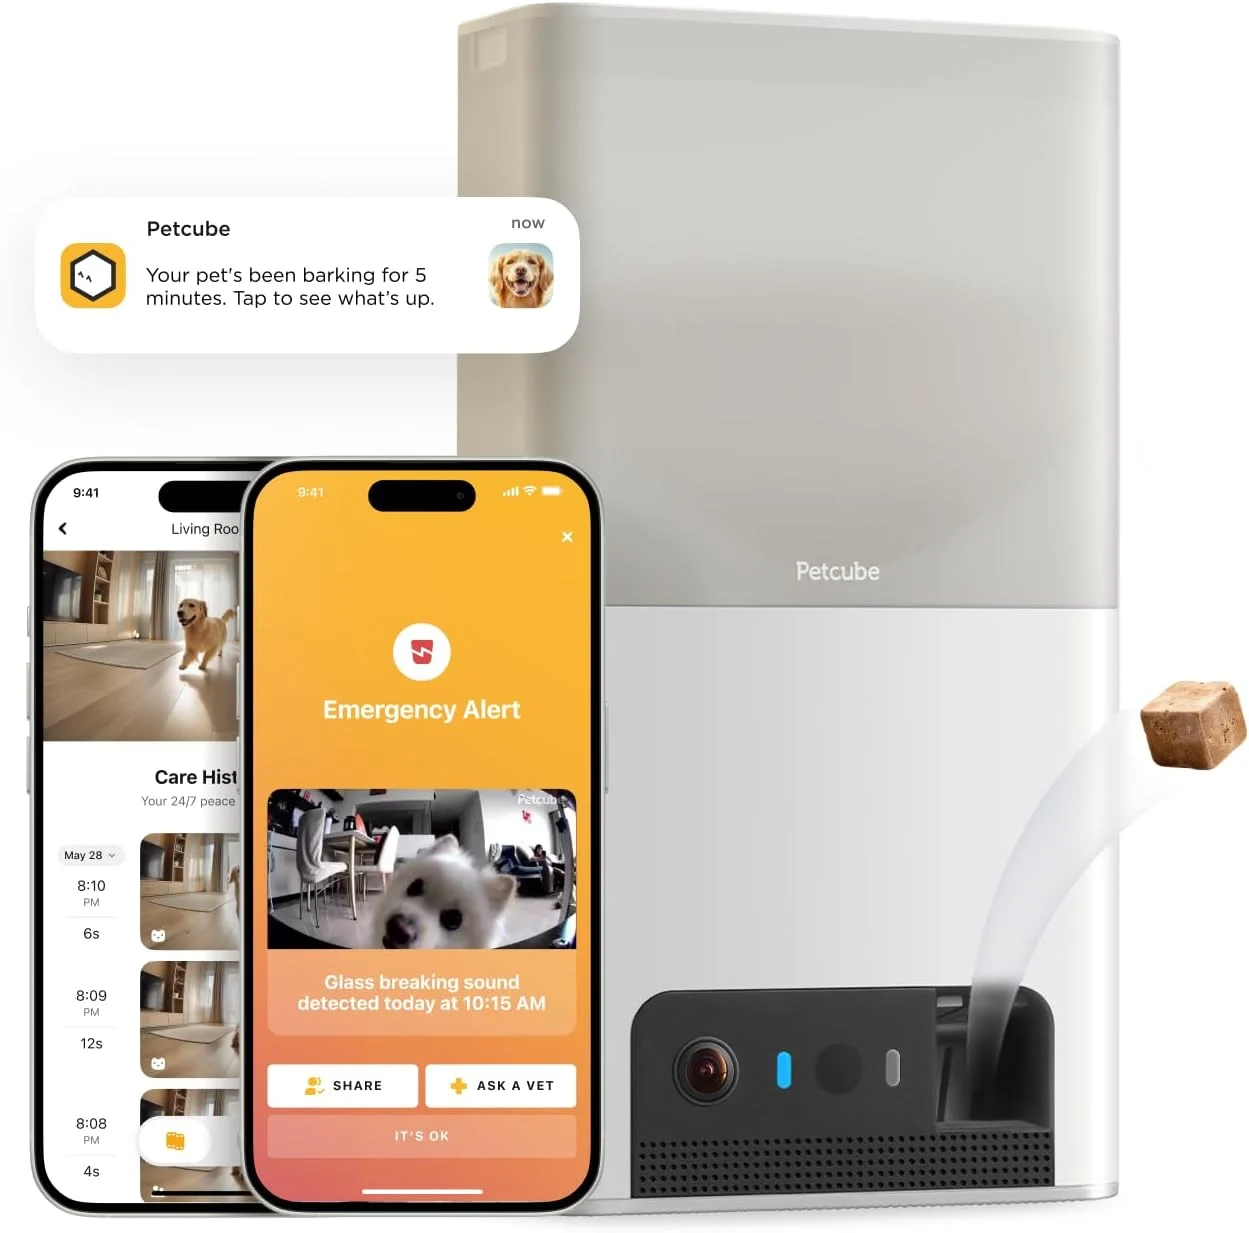 Petcube
now
Your pet's been barking for 5
minutes. Tap to see what's up.
Petcube
9:41
Living Roo
Care Hist
Your 24/7 peace
May 28
8:10
PM
6s
8:09
PM
12s
8:08
PM
4s
9:41
Emergency Alert
Petcube
Glass breaking sound
detected today at 10:15 AM
SHARE
ASK A VET
IT'S OK